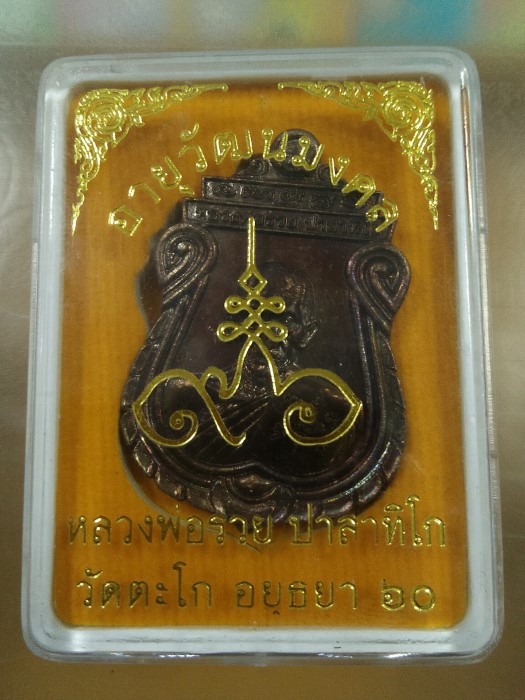 อายุวัฒนมงคล
หลวงพ่อรวย ปาสาทิโก
วัดตะโก อยุธยา ๖๐